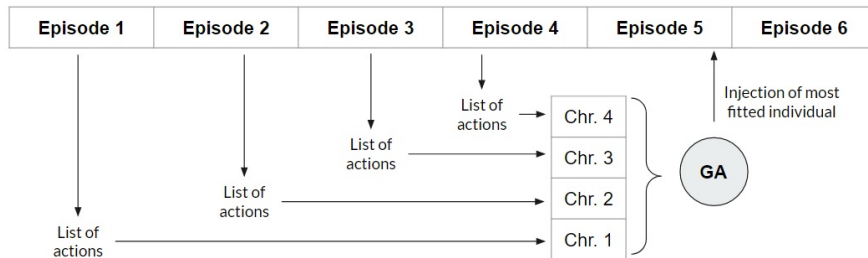 Episode 1 Episode 2 Episode 3 Episode 4 Episode 5 Episode 6
List of
actions
Chr. 4
Injection of most
fitted individual
List of
actions
Chr. 3
GA
List of
actions
Chr. 2
List of
actions
Chr. 1